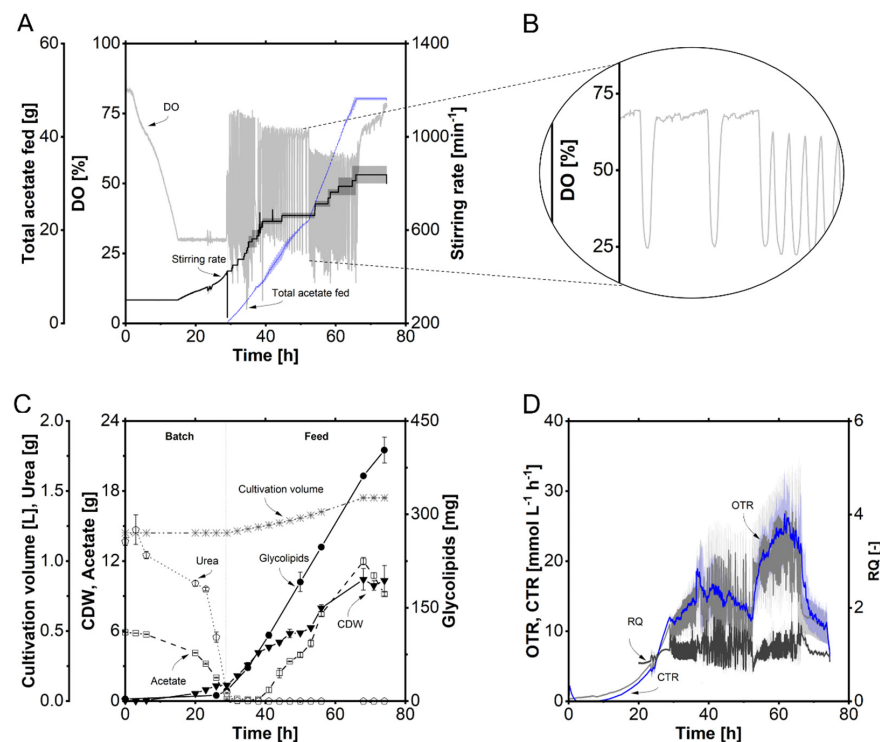 A
B
60
100
1400
40
75
1000
20
50
600
25
0
0
200
0
20
40
60
80
Total acetate fed [g]
DO [%]
Stirring rate [min⁻¹]
Time [h]
DO
Stirring rate
Total acetate fed
75
50
25
DO [%]
C
D
2.0
24
450
1.5
18
300
1.0
12
150
0.5
6
0.0
0
0
0
20
40
60
80
Cultivation volume [L], Urea [g]
CDW, Acetate [g]
Glycolipids [mg]
Time [h]
Batch
Feed
Cultivation volume
Urea
Glycolipids
CDW
Acetate
40
6
30
4
20
2
10
0
0
0
20
40
60
80
OTR, CTR [mmol L⁻¹ h⁻¹]
RQ [-]
Time [h]
OTR
RQ
CTR